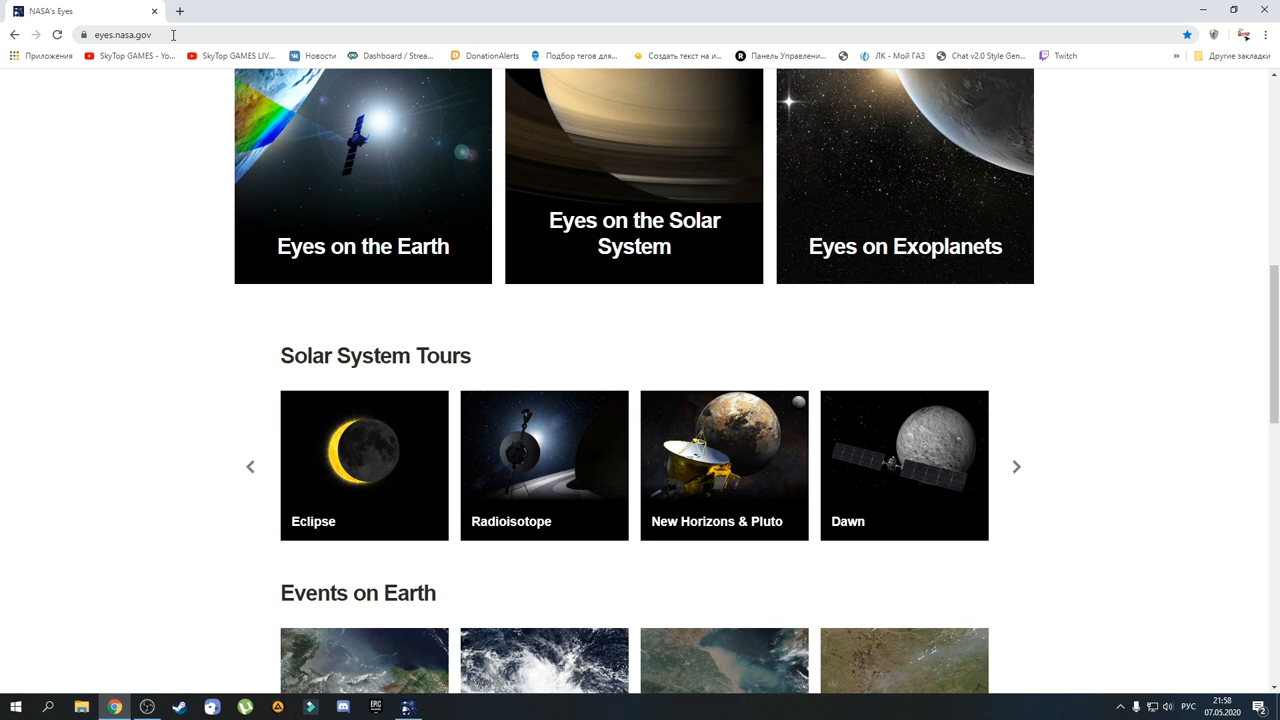 NASA's Eyes
eyes.nasa.gov
Приложения
SkyTop GAMES - Yo...
SkyTop GAMES LIV...
Новости
Dashboard / Strea...
DonationAlerts
Подбор тегов для...
Создать текст на и...
Панель Управлени...
ЛК - Мой ГАЗ
Chat v2.0 Style Gen...
Twitch
»
Другие закладки
Eyes on the Earth
Eyes on the Solar
System
Eyes on Exoplanets
Solar System Tours
Eclipse
Radioisotope
New Horizons & Pluto
Dawn
Events on Earth
EPIC
GAMES
РУС
21:58
07.05.2020
2